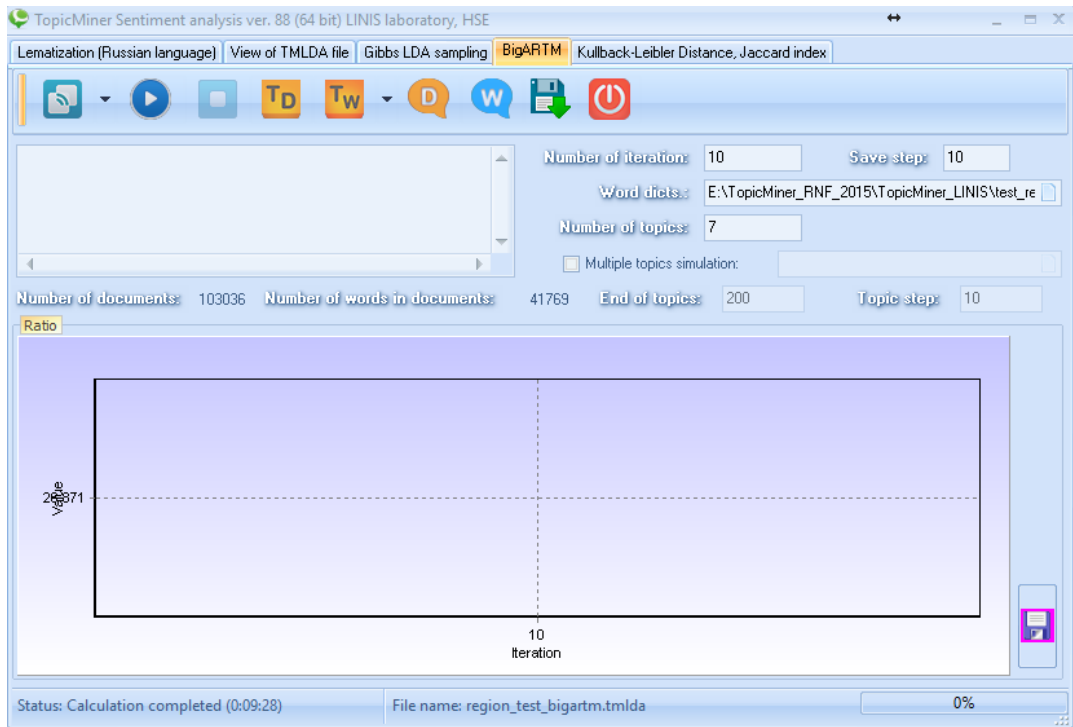 TopicMiner Sentiment analysis ver. 88 (64 bit) LINIS laboratory, HSE
Lematization (Russian language) View of TMLDA file Gibbs LDA sampling BigARTM Kullback-Leibler Distance, Jaccard index
TD TW D W
Number of iteration: 10 Save step: 10
Word dicts.: E:\TopicMiner_RNF_2015\TopicMiner_LINIS\test_re
Number of topics: 7
Multiple topics simulation:
Number of documents: 103036 Number of words in documents: 41769 End of topics: 200 Topic step: 10
Ratio
Value
10
Iteration
Status: Calculation completed (0:09:28) File name: region_test_bigartm.tmlda 0%